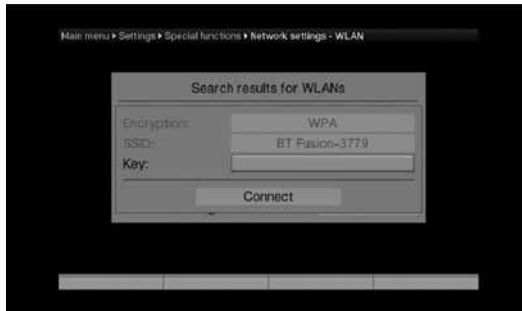 Main menu ▸ Settings ▸ Special functions ▸ Network settings - WLAN
Search results for WLANs
Encryption: WPA
SSID: BT Fusion-3779
Key:
Connect